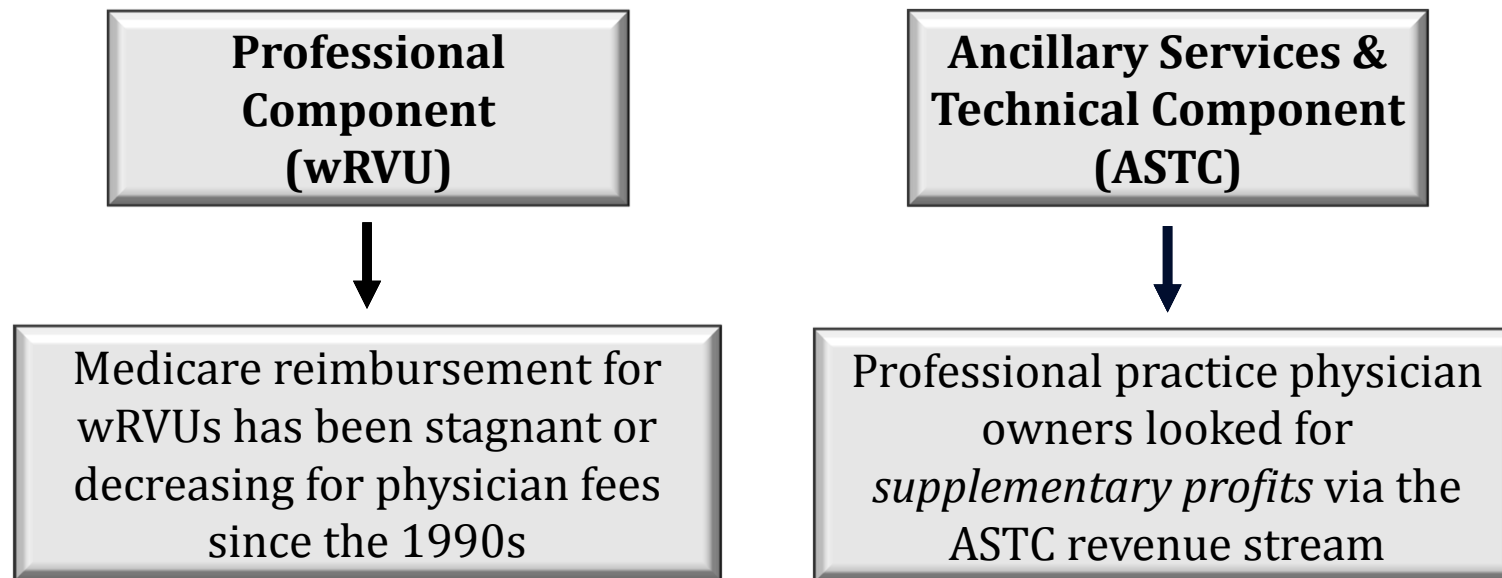 Professional
Component
(wRVU)
Medicare reimbursement for
wRVUs has been stagnant or
decreasing for physician fees
since the 1990s
Ancillary Services &
Technical Component
(ASTC)
Professional practice physician
owners looked for
supplementary profits via the
ASTC revenue stream